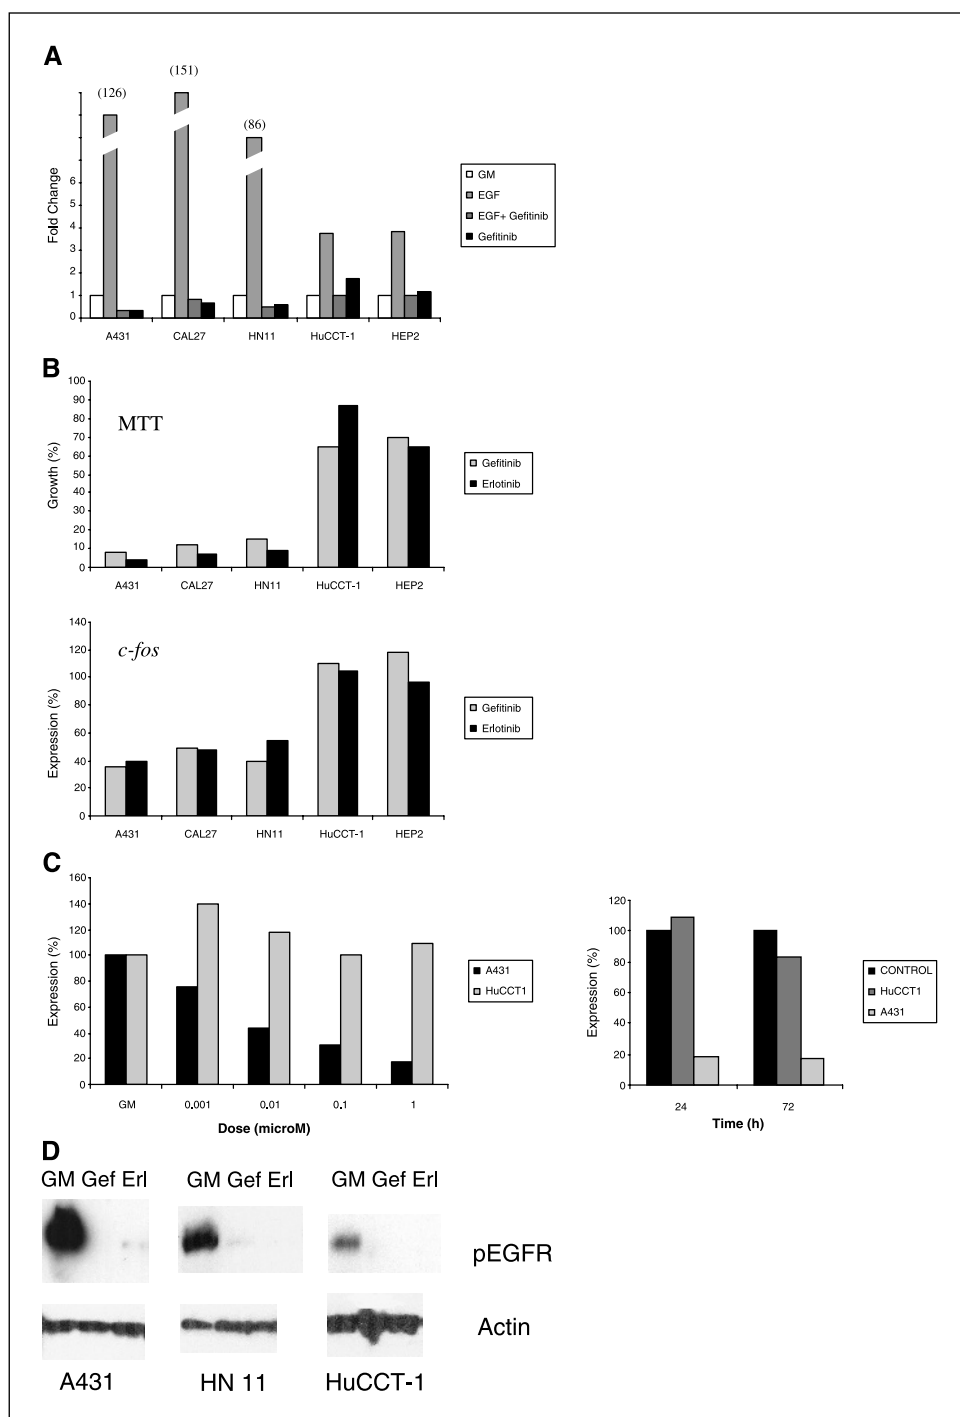 A
(126)
(151)
(86)
Fold Change
6
5
4
3
2
1
0
A431 CAL27 HN11 HuCCT-1 HEP2
GM
EGF
EGF+ Gefitinib
Gefitinib
B
MTT
Growth (%)
100
90
80
70
60
50
40
30
20
10
0
A431 CAL27 HN11 HuCCT-1 HEP2
Gefitinib
Erlotinib
c-fos
Expression (%)
140
120
100
80
60
40
20
0
A431 CAL27 HN11 HuCCT-1 HEP2
Gefitinib
Erlotinib
C
Expression (%)
160
140
120
100
80
60
40
20
0
GM 0.001 0.01 0.1 1
Dose (microM)
A431
HuCCT1
Expression (%)
120
100
80
60
40
20
0
24 72
Time (h)
CONTROL
HuCCT1
A431
D
GM Gef Erl GM Gef Erl GM Gef Erl
pEGFR
Actin
A431 HN 11 HuCCT-1